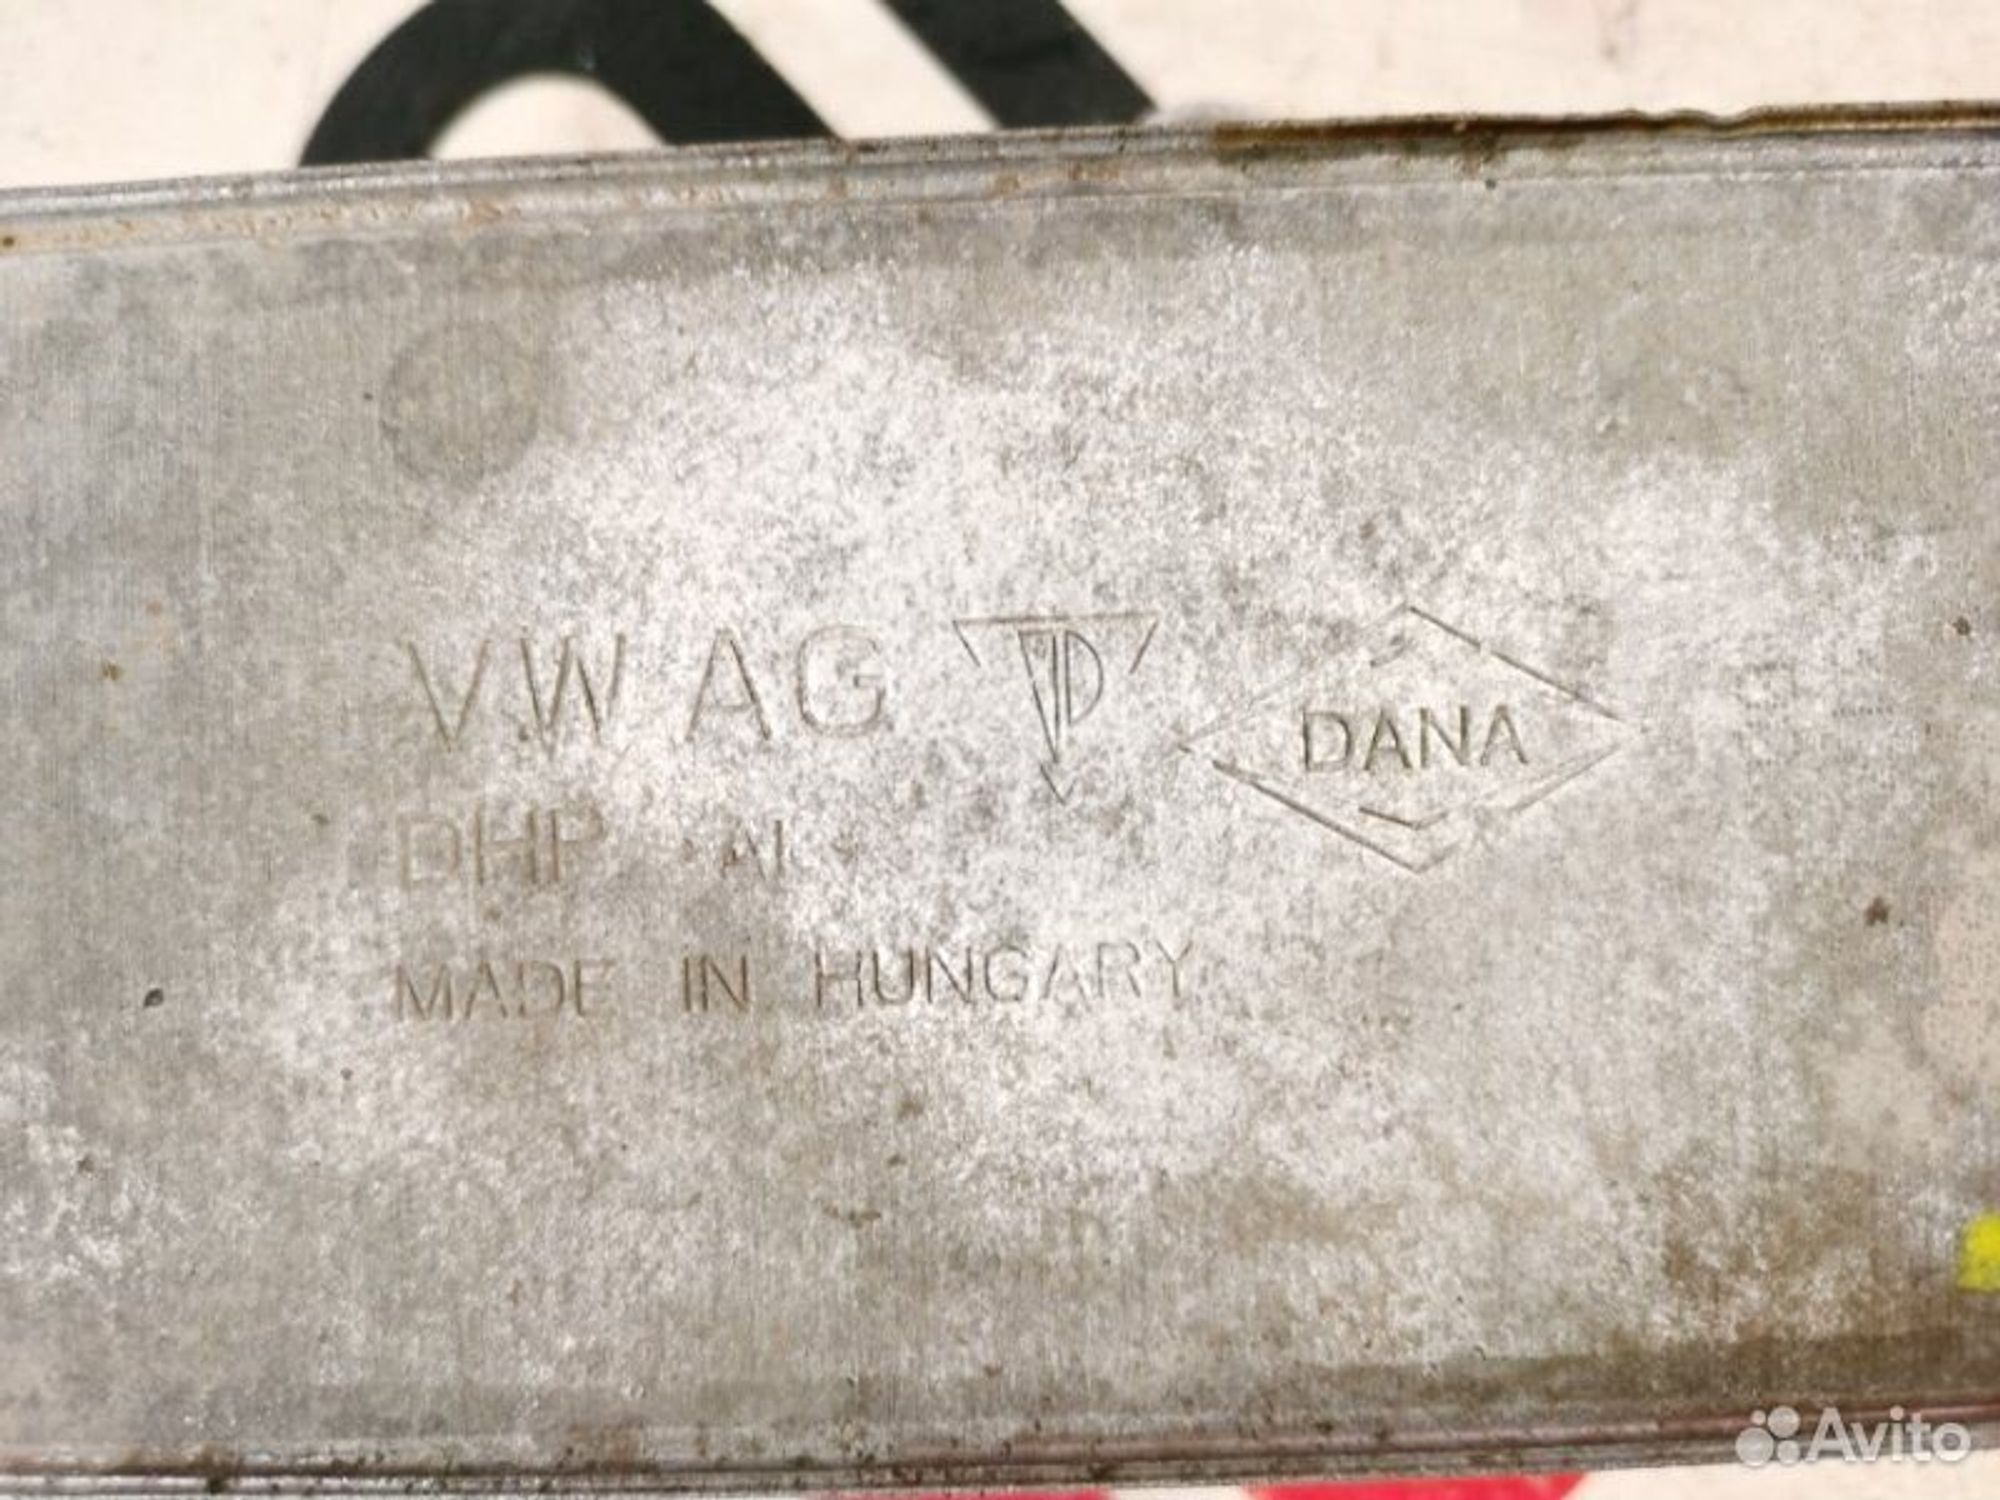 VW AG DANA
DHP
MADE IN HUNGARY
Avito